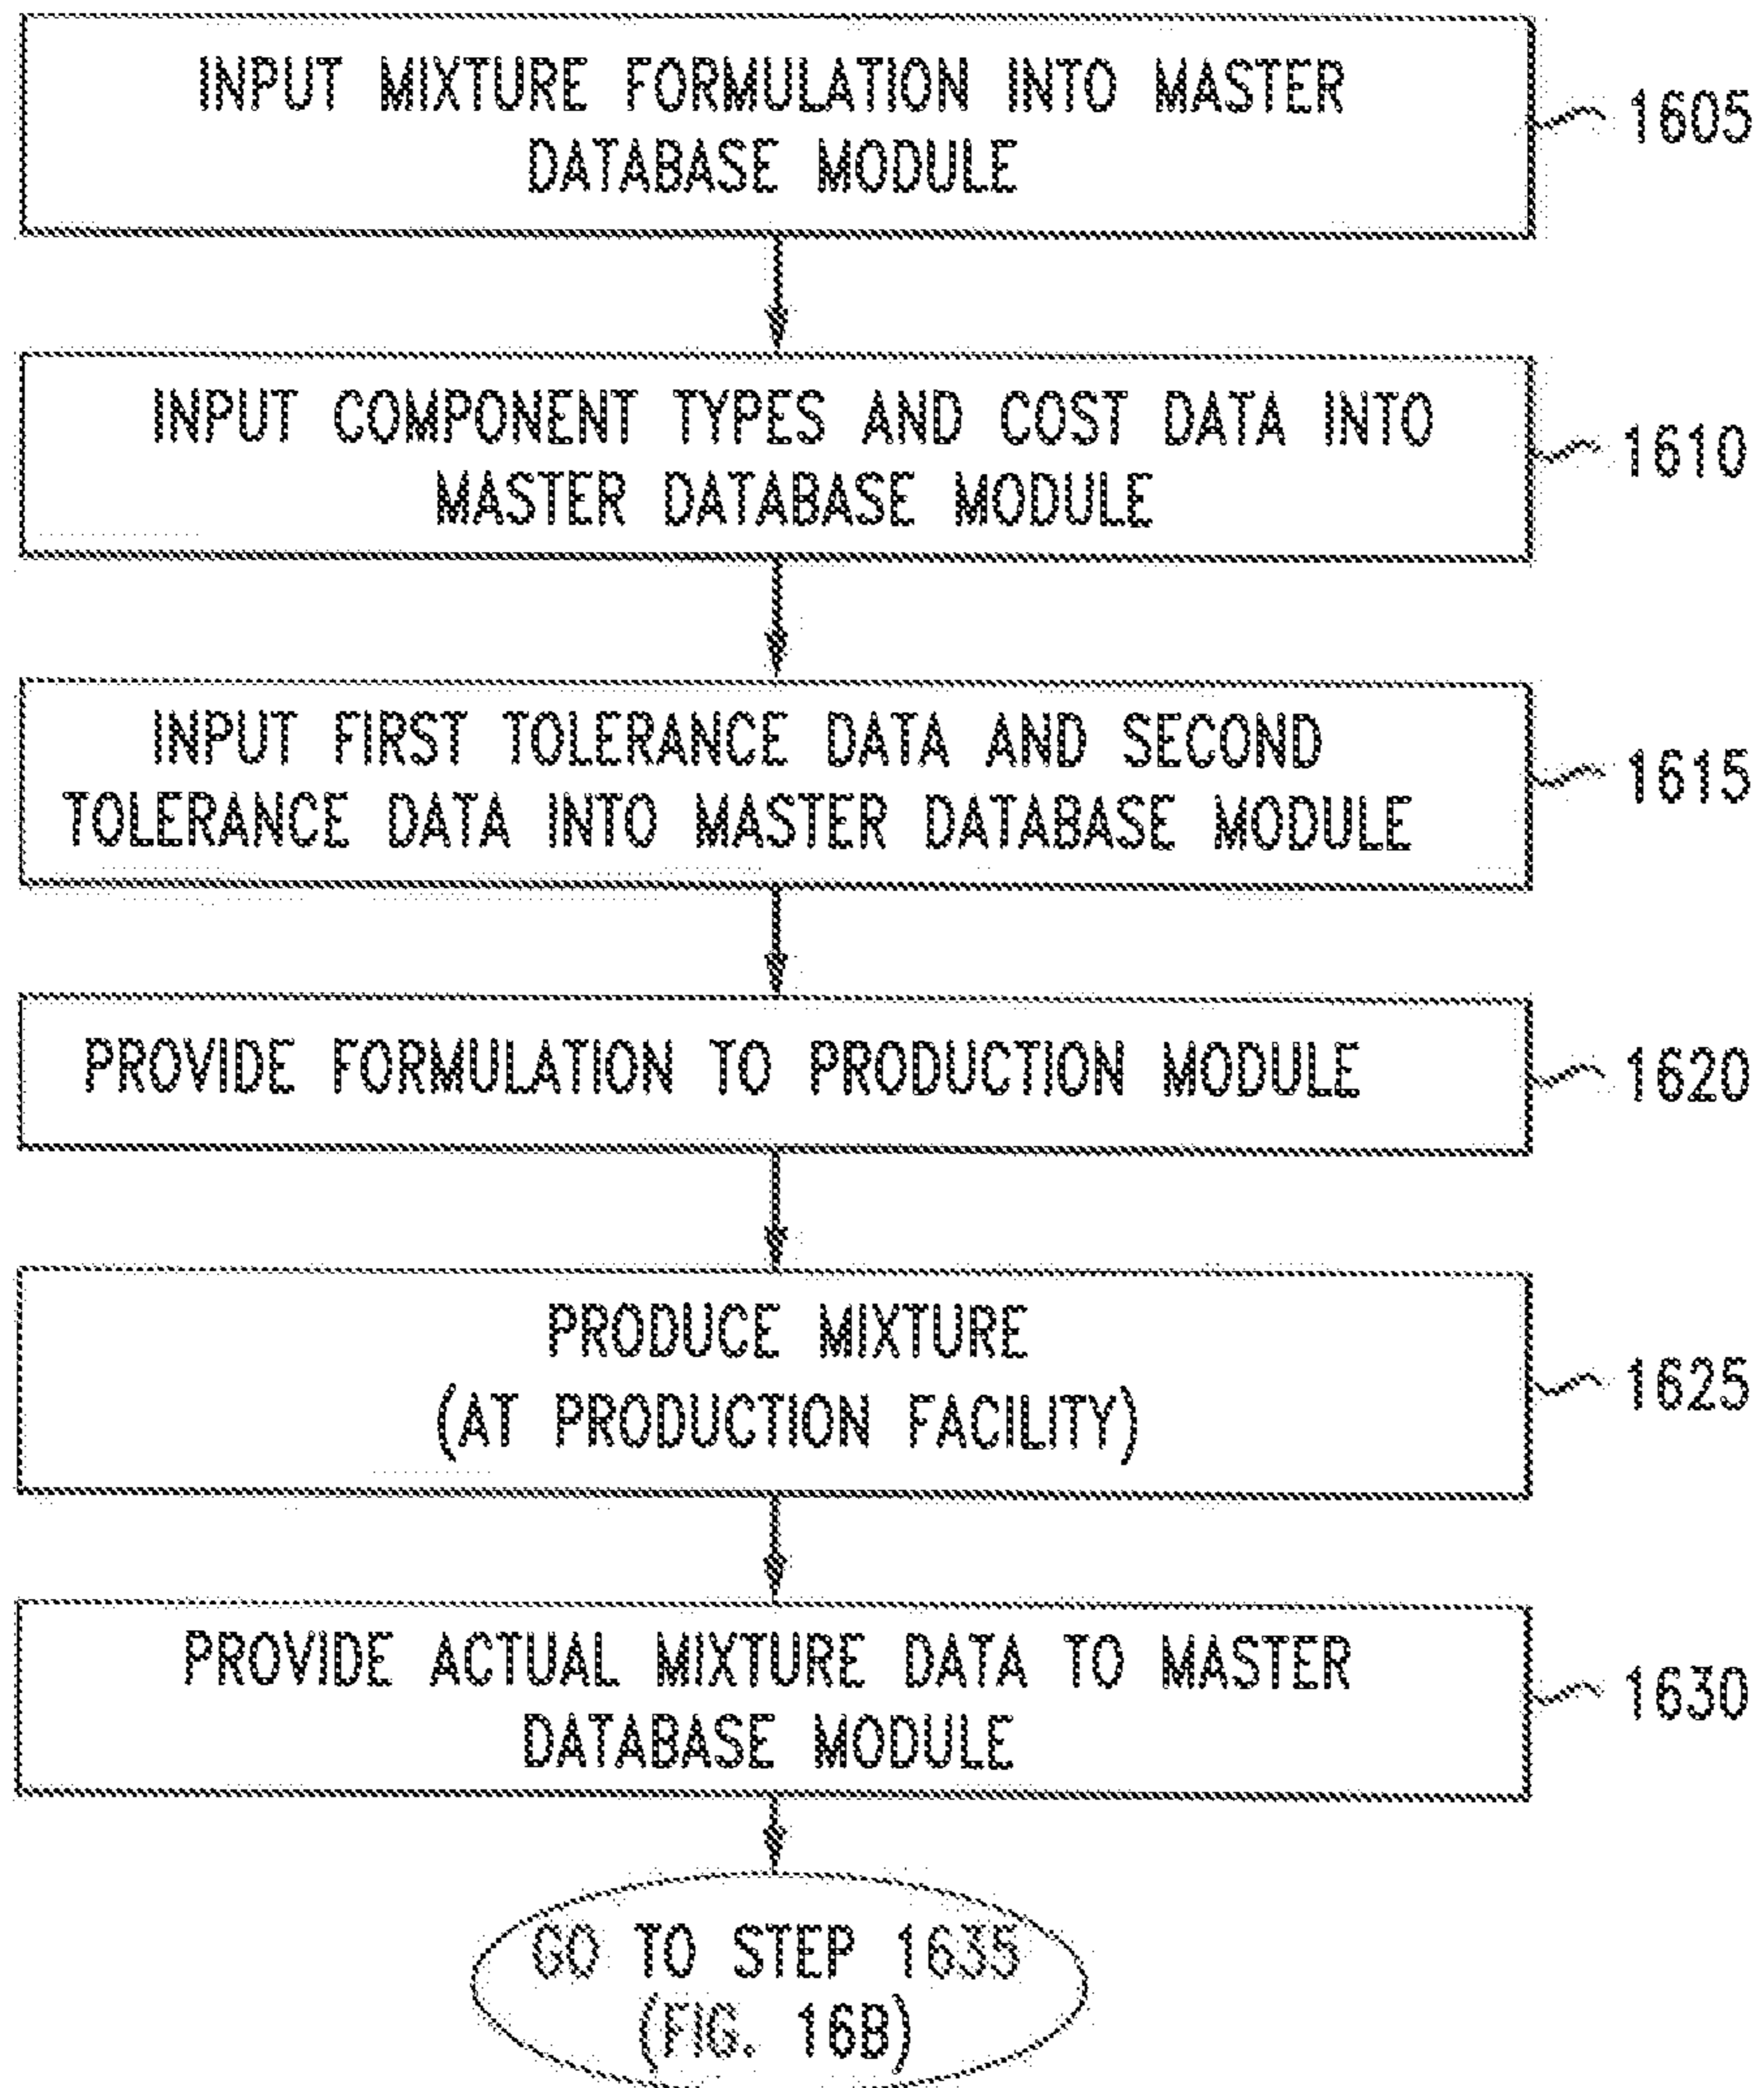 INPUT MIXTURE FORMULATION INTO MASTER
DATABASE MODULE
1605
INPUT COMPONENT TYPES AND COST DATA INTO
MASTER DATABASE MODULE
1610
INPUT FIRST TOLERANCE DATA AND SECOND
TOLERANCE DATA INTO MASTER DATABASE MODULE
1615
PROVIDE FORMULATION TO PRODUCTION MODULE
1620
PRODUCE MIXTURE
(AT PRODUCTION FACILITY)
1625
PROVIDE ACTUAL MIXTURE DATA TO MASTER
DATABASE MODULE
1630
GO TO STEP 1635
(FIG. 16B)